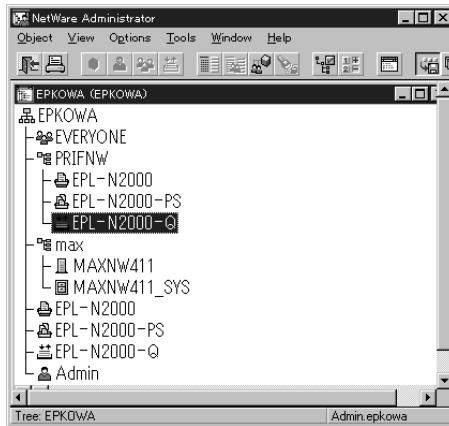 NetWare Administrator
Object View Options Tools Window Help
EPKOWA (EPKOWA)
EPKOWA
EVERYONE
PRIFNW
EPL-N2000
EPL-N2000-PS
EPL-N2000-Q
max
MAXNW411
MAXNW411_SYS
EPL-N2000
EPL-N2000-PS
EPL-N2000-Q
Admin
Tree: EPKOWA Admin.epkowa